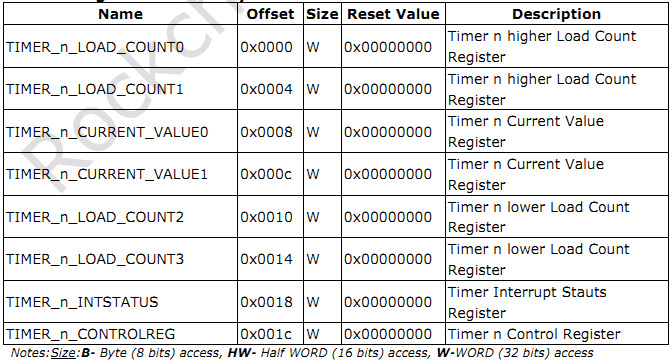 Name Offset Size Reset Value Description
TIMER_n_LOAD_COUNT0 0x0000 W 0x00000000 Timer n higher Load Count
Register
TIMER_n_LOAD_COUNT1 0x0004 W 0x00000000 Timer n higher Load Count
Register
TIMER_n_CURRENT_VALUE0 0x0008 W 0x00000000 Timer n Current Value
Register
TIMER_n_CURRENT_VALUE1 0x000c W 0x00000000 Timer n Current Value
Register
TIMER_n_LOAD_COUNT2 0x0010 W 0x00000000 Timer n lower Load Count
Register
TIMER_n_LOAD_COUNT3 0x0014 W 0x00000000 Timer n lower Load Count
Register
TIMER_n_INTSTATUS 0x0018 W 0x00000000 Timer Interrupt Stauts
Register
TIMER_n_CONTROLREG 0x001c W 0x00000000 Timer n Control Register
Notes:Size:B- Byte (8 bits) access, HW- Half WORD (16 bits) access, W-WORD (32 bits) access
Rockch